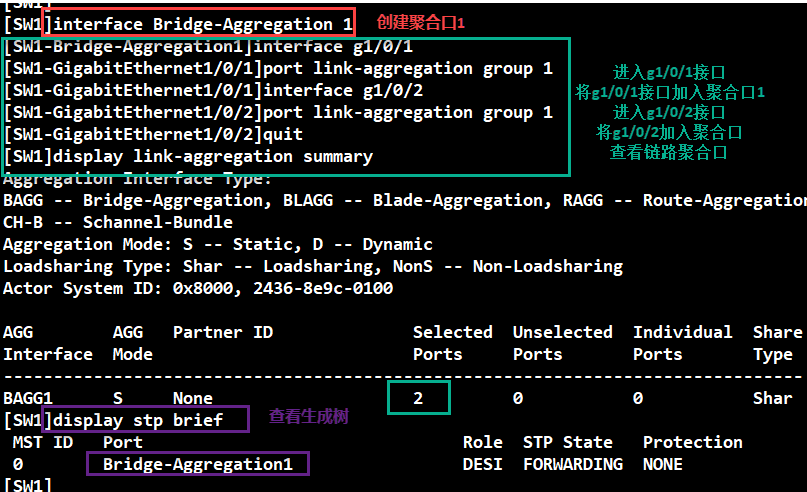 [SW1]
[SW1]interface Bridge-Aggregation 1 创建聚合口1
[SW1-Bridge-Aggregation1]interface g1/0/1
[SW1-GigabitEthernet1/0/1]port link-aggregation group 1 进入g1/0/1接口
[SW1-GigabitEthernet1/0/1]interface g1/0/2 将g1/0/1接口加入聚合口1
[SW1-GigabitEthernet1/0/2]port link-aggregation group 1 进入g1/0/2接口
[SW1-GigabitEthernet1/0/2]quit 将g1/0/2加入聚合口
[SW1]display link-aggregation summary 查看链路聚合口
Aggregation Interface Type:
BAGG -- Bridge-Aggregation, BLAGG -- Blade-Aggregation, RAGG -- Route-Aggregation
CH-B -- Schannel-Bundle
Aggregation Mode: S -- Static, D -- Dynamic
Loadsharing Type: Shar -- Loadsharing, NonS -- Non-Loadsharing
Actor System ID: 0x8000, 2436-8e9c-0100
AGG AGG Partner ID Selected Unselected Individual Share
Interface Mode Ports Ports Ports Type
--------------------------------------------------------------------------------
BAGG1 S None 2 0 0 Shar
[SW1]display stp brief 查看生成树
MST ID Port Role STP State Protection
0 Bridge-Aggregation1 DESI FORWARDING NONE
[SW1]